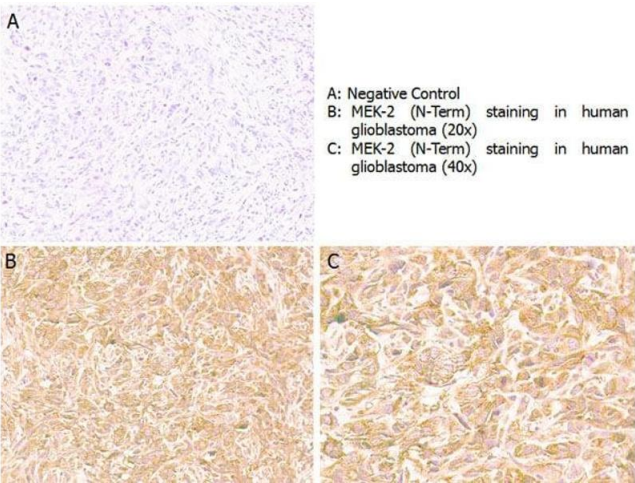 A
A: Negative Control
B: MEK-2 (N-Term) staining in human
glioblastoma (20x)
C: MEK-2 (N-Term) staining in human
glioblastoma (40x)
B
C